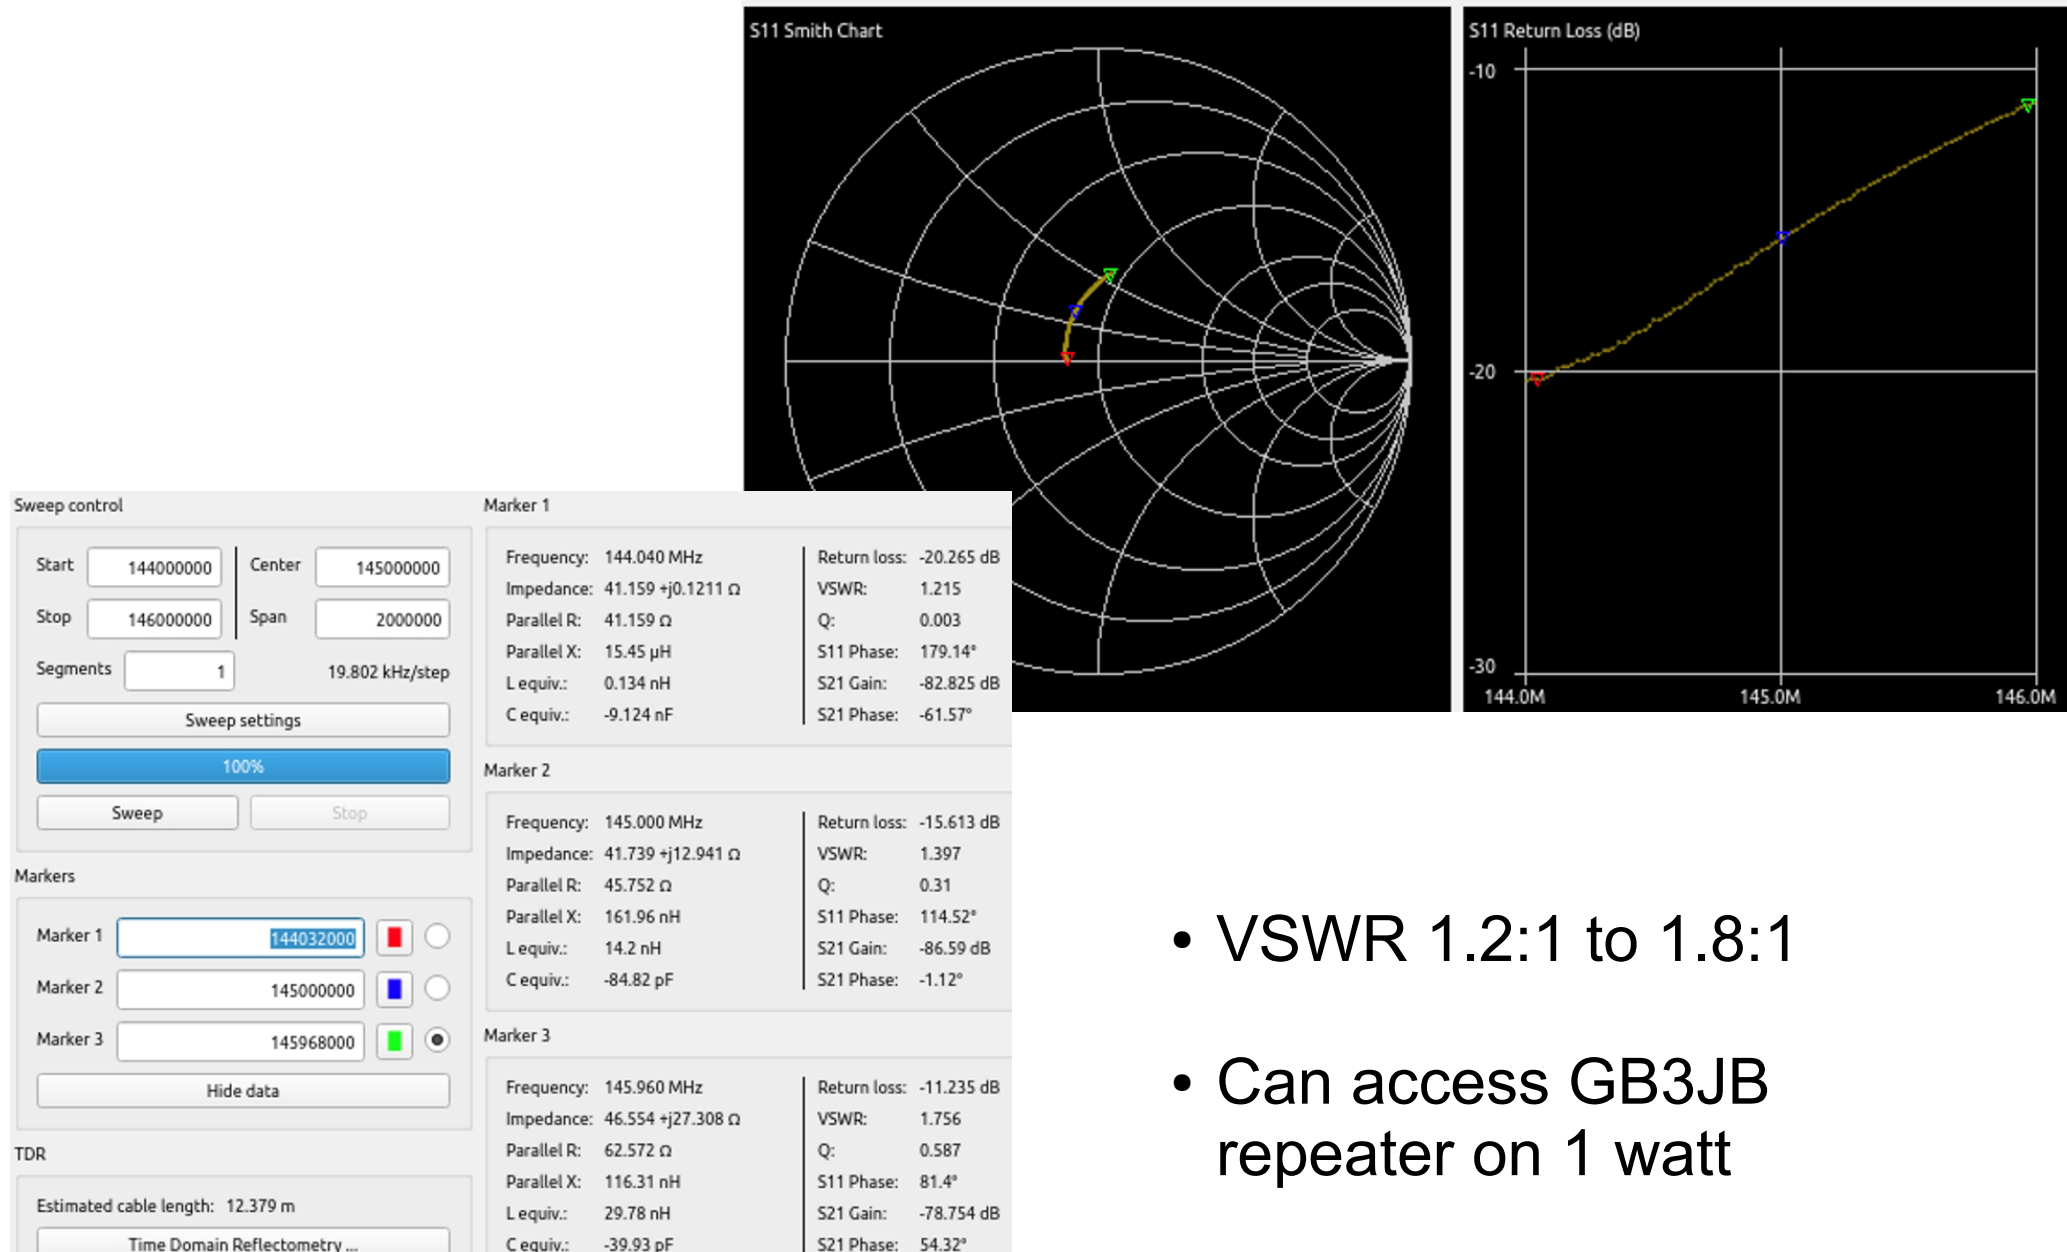 S11 Smith Chart
S11 Return Loss (dB)
-10
-20
-30
144.0M 145.0M 146.0M
Sweep control
Start 144000000 Center 145000000
Stop 146000000 Span 2000000
Segments 1 19.802 kHz/step
Sweep settings
100%
Sweep Stop
Markers
Marker 1 144032000
Marker 2 145000000
Marker 3 145968000
Hide data
TDR
Estimated cable length: 12.379 m
Time Domain Reflectometry ...
Marker 1
Frequency: 144.040 MHz Return loss: -20.265 dB
Impedance: 41.159 +j0.1211 Ω VSWR: 1.215
Parallel R: 41.159 Ω Q: 0.003
Parallel X: 15.45 µH S11 Phase: 179.14°
L equiv.: 0.134 nH S21 Gain: -82.825 dB
C equiv.: -9.124 nF S21 Phase: -61.57°
Marker 2
Frequency: 145.000 MHz Return loss: -15.613 dB
Impedance: 41.739 +j12.941 Ω VSWR: 1.397
Parallel R: 45.752 Ω Q: 0.31
Parallel X: 161.96 nH S11 Phase: 114.52°
L equiv.: 14.2 nH S21 Gain: -86.59 dB
C equiv.: -84.82 pF S21 Phase: -1.12°
Marker 3
Frequency: 145.960 MHz Return loss: -11.235 dB
Impedance: 46.554 +j27.308 Ω VSWR: 1.756
Parallel R: 62.572 Ω Q: 0.587
Parallel X: 116.31 nH S11 Phase: 81.4°
L equiv.: 29.78 nH S21 Gain: -78.754 dB
C equiv.: -39.93 pF S21 Phase: 54.32°
• VSWR 1.2:1 to 1.8:1
• Can access GB3JB
repeater on 1 watt